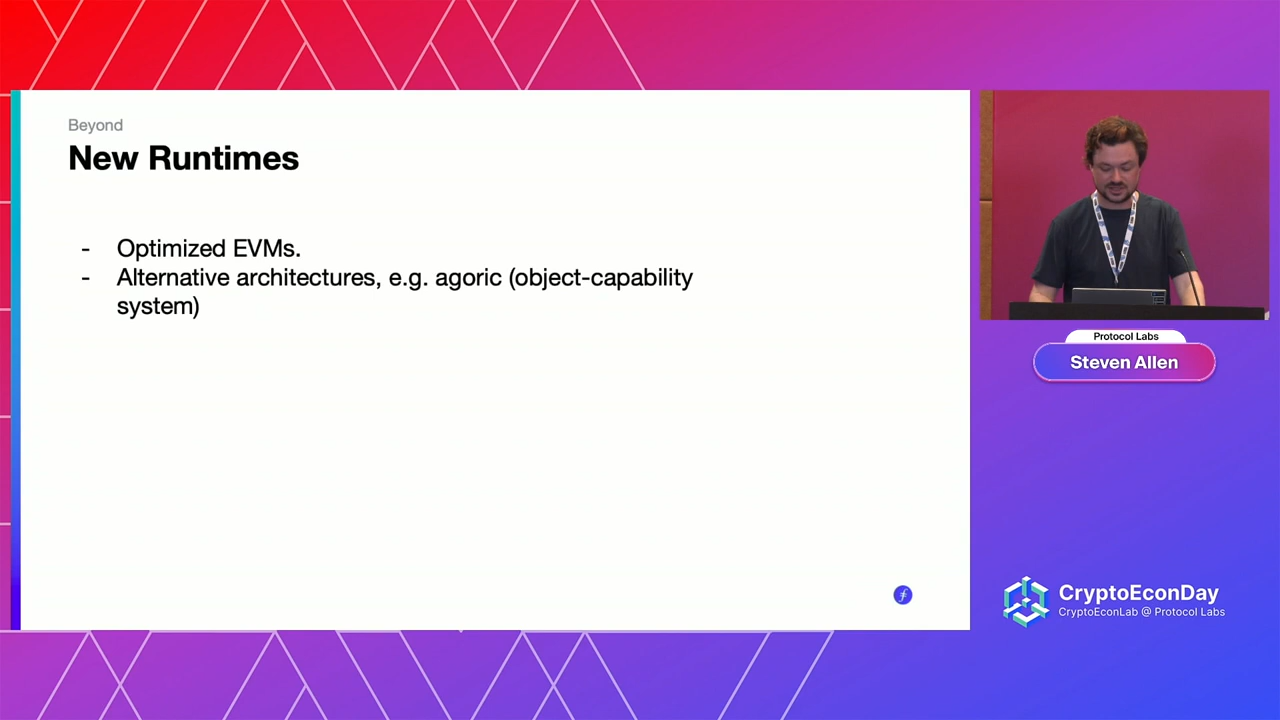 Beyond
New Runtimes
- Optimized EVMs.
- Alternative architectures, e.g. agoric (object-capability
system)
Protocol Labs
Steven Allen
CryptoEconDay
CryptoEconLab @ Protocol Labs